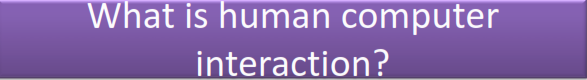 What is human computer
interaction?